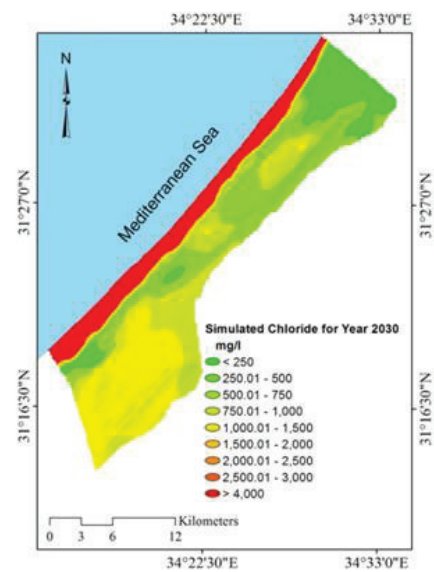 34°22'30"E 34°33'0"E
N
Mediterranean Sea
31°27'0"N 31°27'0"N
Simulated Chloride for Year 2030
mg/l
< 250
250.01 - 500
500.01 - 750
750.01 - 1,000
1,000.01 - 1,500
1,500.01 - 2,000
2,000.01 - 2,500
2,500.01 - 3,000
> 4,000
31°16'30"N 31°16'30"N
Kilometers
0 3 6 12
34°22'30"E 34°33'0"E